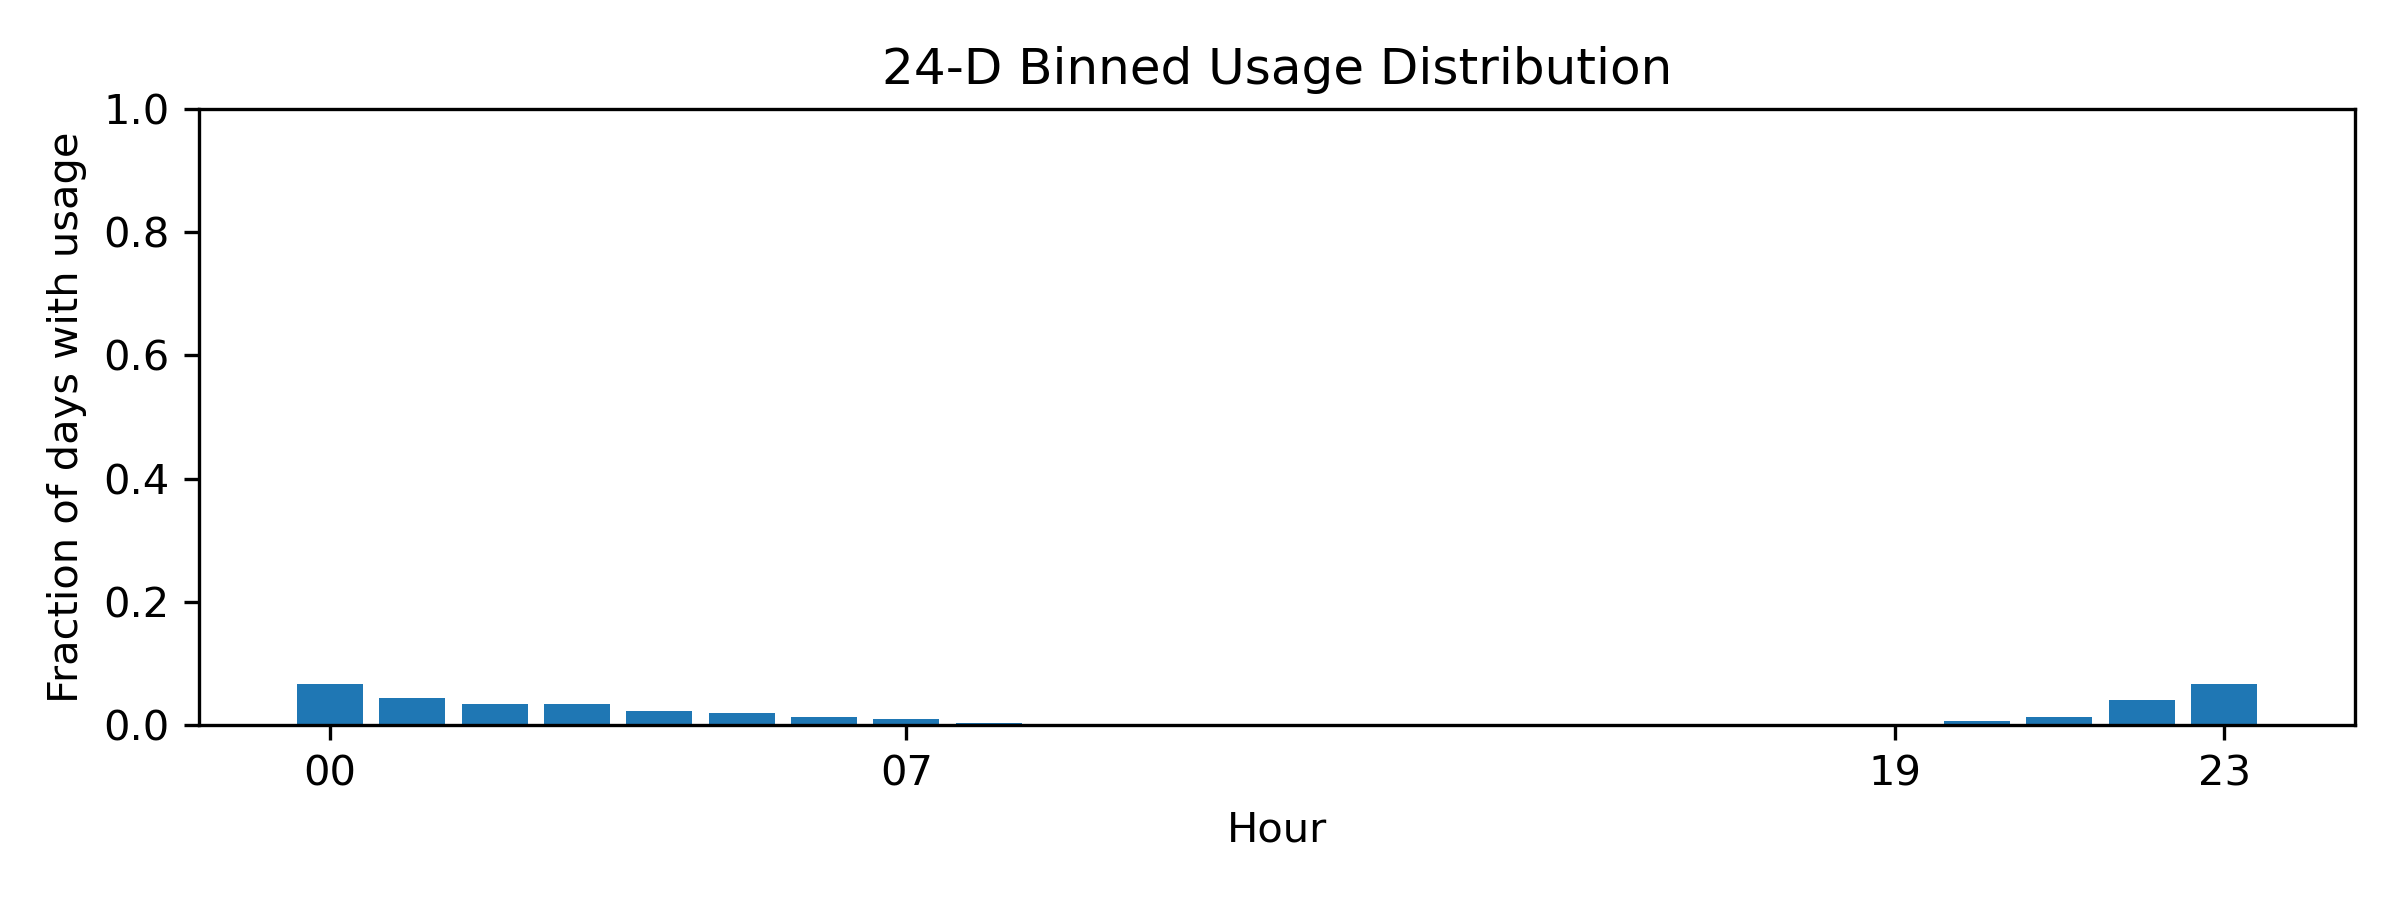 24-D Binned Usage Distribution
Fraction of days with usage
1.0
0.8
0.6
0.4
0.2
0.0
00 07 19 23
Hour